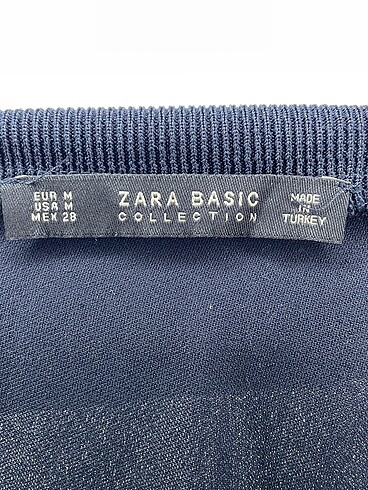 EUR M
USA M
MEX 28
ZARA BASIC
COLLECTION
MADE
IN
TURKEY